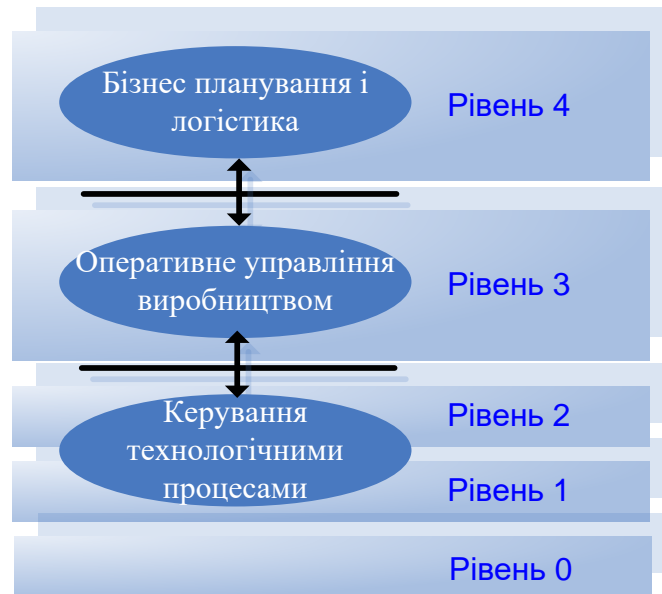 Бізнес планування і
логістика
Рівень 4
Оперативне управління
виробництвом
Рівень 3
Керування
технологічними
процесами
Рівень 2
Рівень 1
Рівень 0